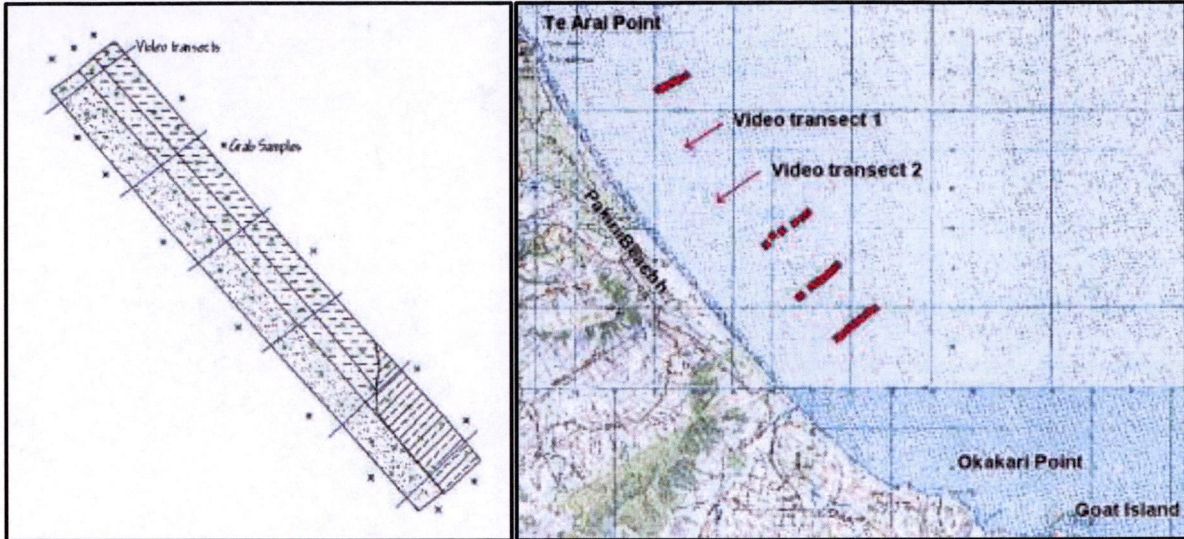 Video transects
Grab Samples
Te Arai Point
Video transect 1
Video transect 2
Pakiri Beach
Okakari Point
Goat Island